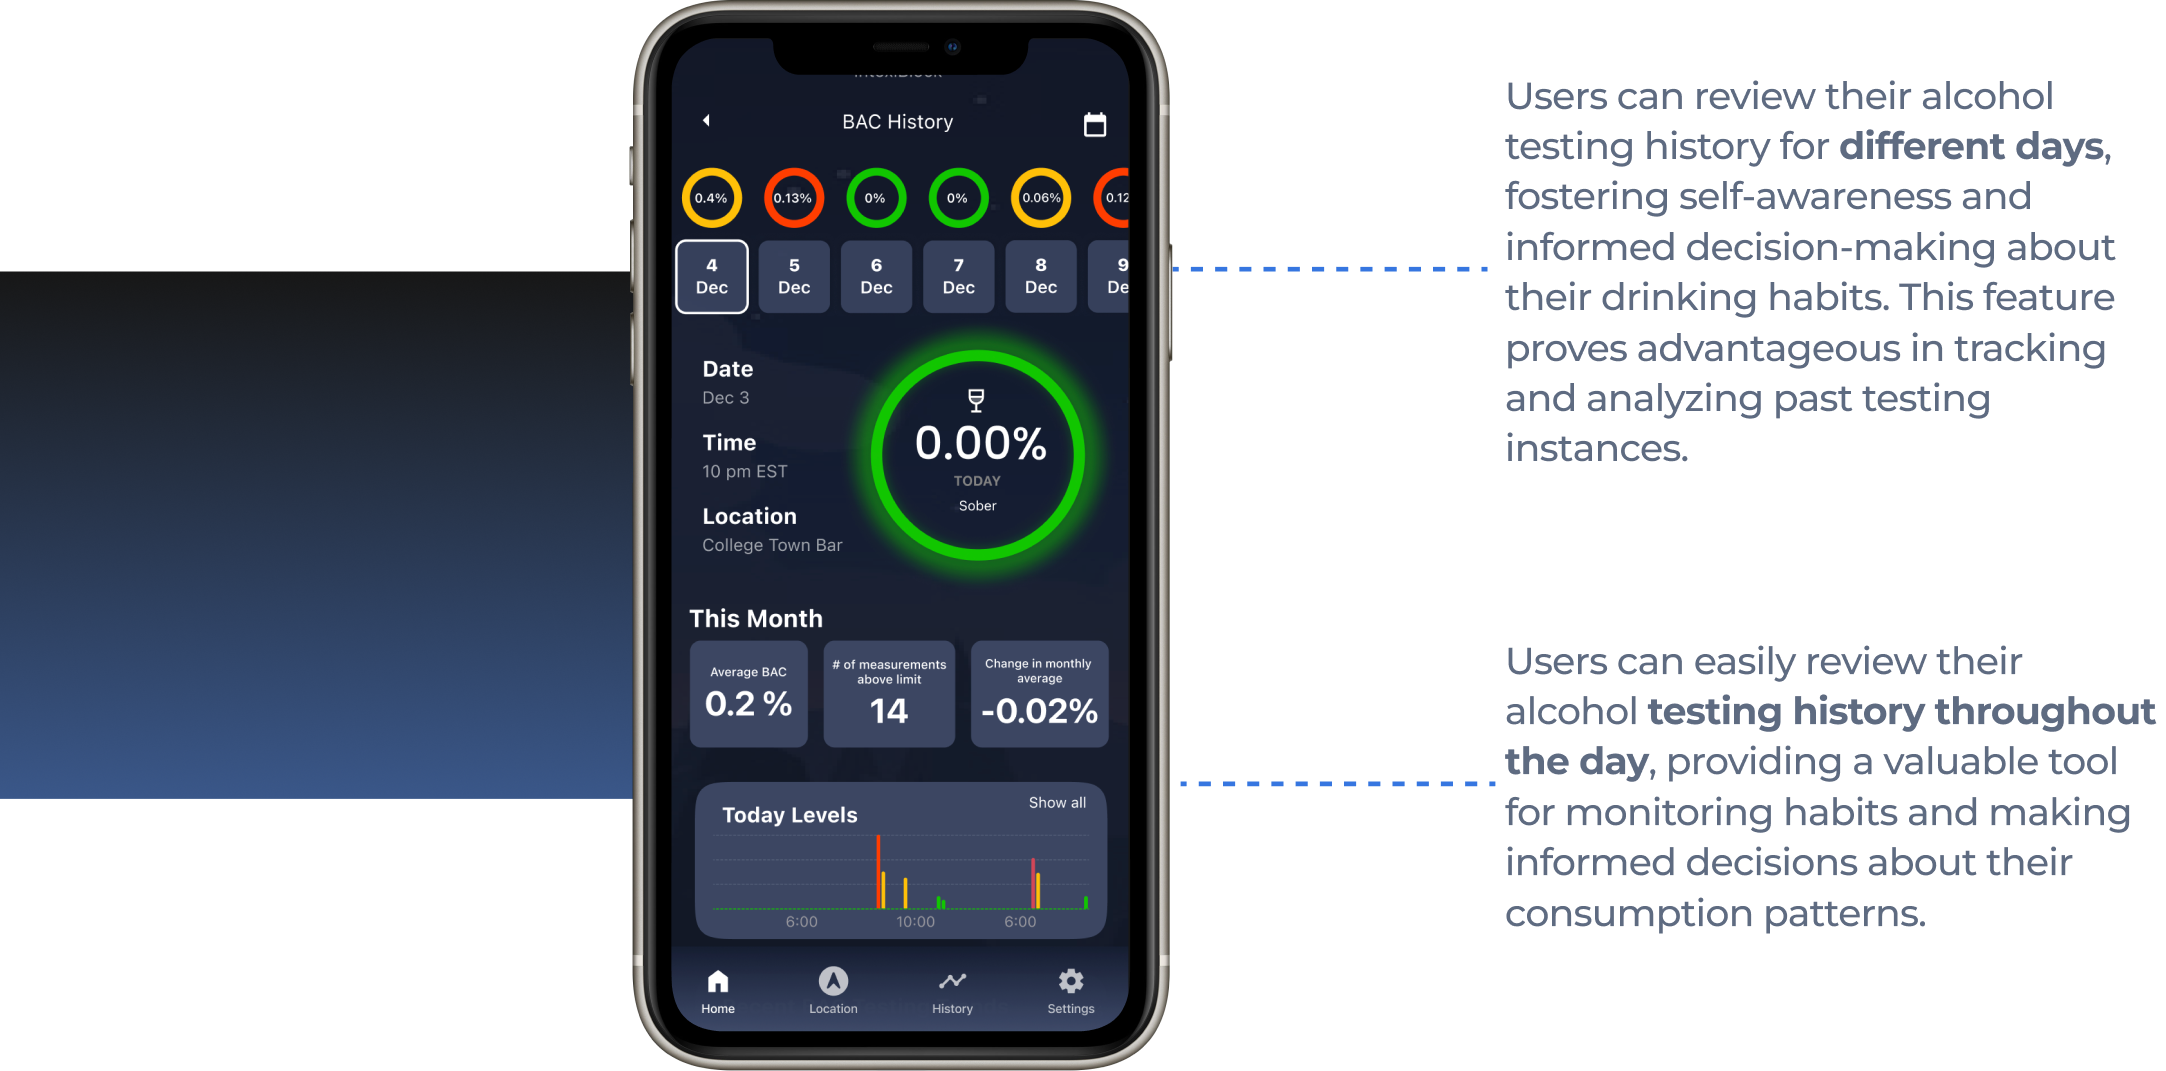 BAC History
0.4%
0.13%
0%
0%
0.06%
0.12
4
Dec
5
Dec
6
Dec
7
Dec
8
Dec
9
De
Date
Dec 3
Time
10 pm EST
Location
College Town Bar
0.00%
TODAY
Sober
This Month
Average BAC
0.2 %
# of measurements
above limit
14
Change in monthly
average
-0.02%
Today Levels
Show all
6:00
10:00
6:00
Home
Location
History
Settings
Users can review their alcohol
testing history for different days,
fostering self-awareness and
informed decision-making about
their drinking habits. This feature
proves advantageous in tracking
and analyzing past testing
instances.
Users can easily review their
alcohol testing history throughout
the day, providing a valuable tool
for monitoring habits and making
informed decisions about their
consumption patterns.